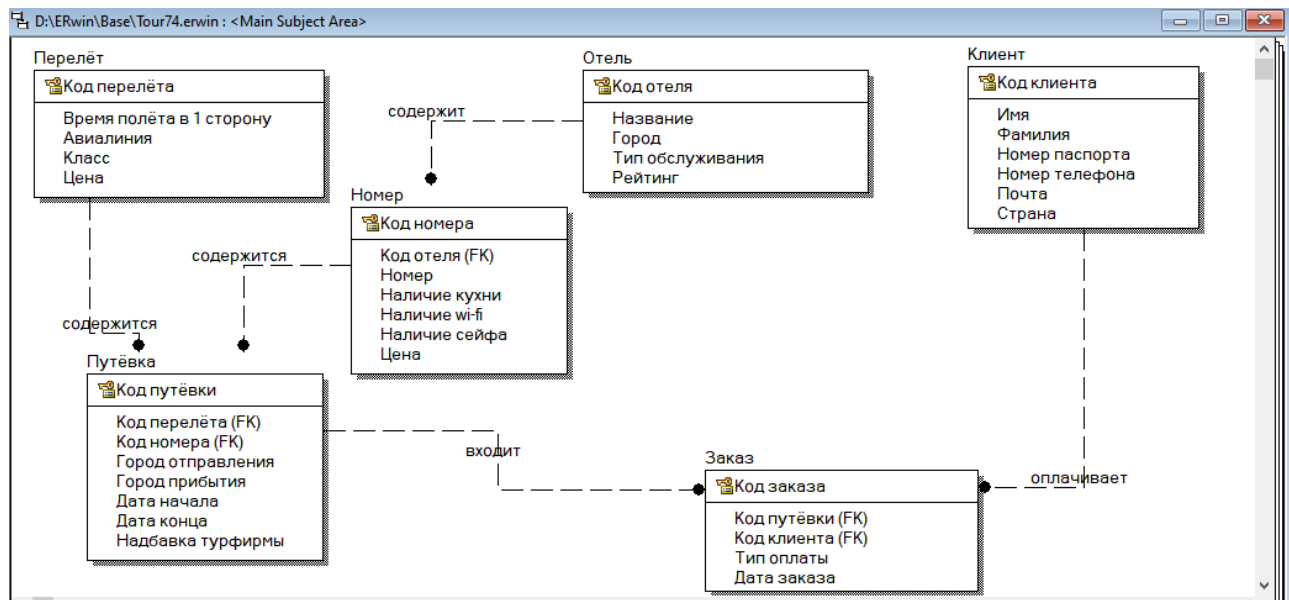 D:\ERwin\Base\Tour74.erwin : <Main Subject Area>
Перелёт
Код перелёта
Время полёта в 1 сторону
Авиалиния
Класс
Цена
содержит
Отель
Код отеля
Название
Город
Тип обслуживания
Рейтинг
Клиент
Код клиента
Имя
Фамилия
Номер паспорта
Номер телефона
Почта
Страна
Номер
Код номера
Код отеля (FK)
Номер
Наличие кухни
Наличие wi-fi
Наличие сейфа
Цена
содержится
содержится
Путёвка
Код путёвки
Код перелёта (FK)
Код номера (FK)
Город отправления
Город прибытия
Дата начала
Дата конца
Надбавка турфирмы
входит
Заказ
Код заказа
Код путёвки (FK)
Код клиента (FK)
Тип оплаты
Дата заказа
оплачивает